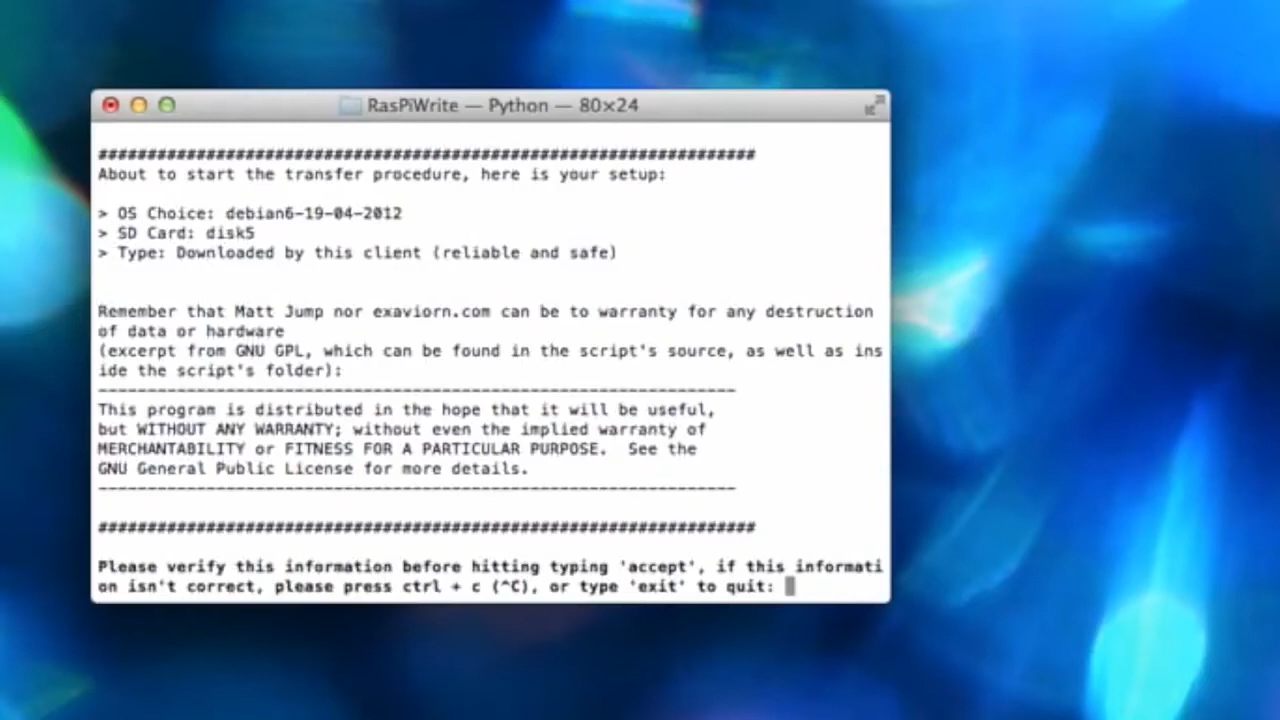 RasPiWrite — Python — 80×24
###################################################################
About to start the transfer procedure, here is your setup:
> OS Choice: debian6-19-04-2012
> SD Card: disk5
> Type: Downloaded by this client (reliable and safe)
Remember that Matt Jump nor exaviorn.com can be to warranty for any destruction
of data or hardware
(excerpt from GNU GPL, which can be found in the script's source, as well as ins
ide the script's folder):
-----------------------------------------------------------------
This program is distributed in the hope that it will be useful,
but WITHOUT ANY WARRANTY; without even the implied warranty of
MERCHANTABILITY or FITNESS FOR A PARTICULAR PURPOSE.  See the
GNU General Public License for more details.
-----------------------------------------------------------------
###################################################################
Please verify this information before hitting typing 'accept', if this informati
on isn't correct, please press ctrl + c (^C), or type 'exit' to quit: